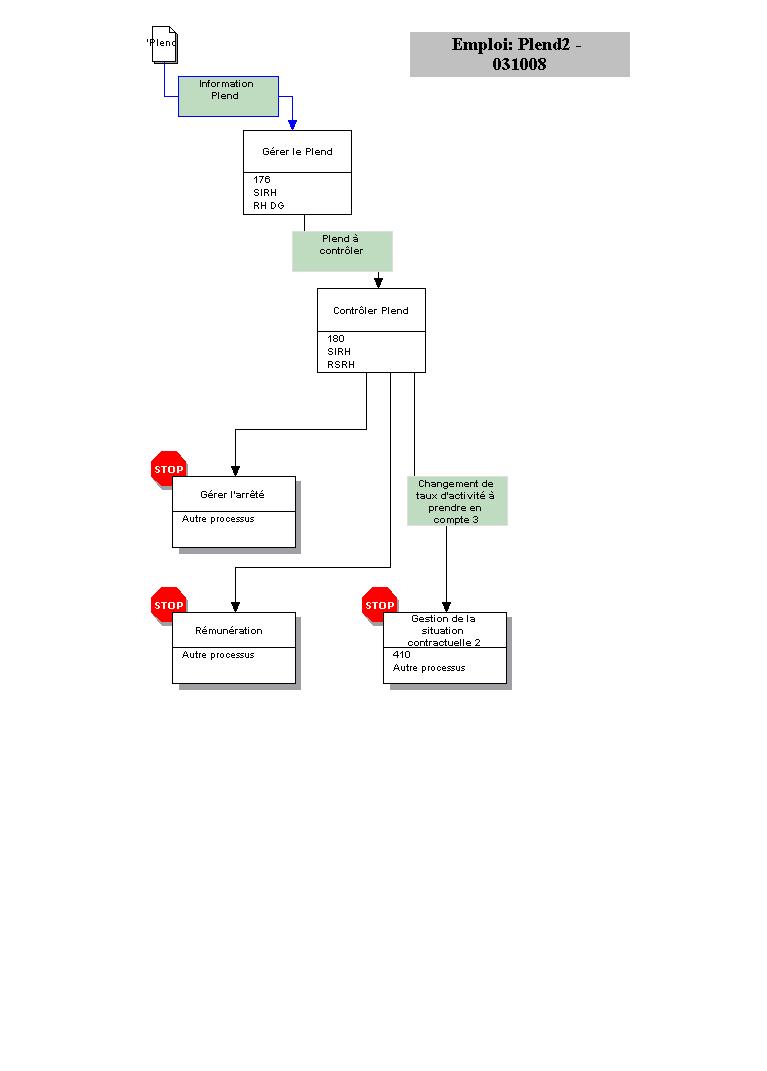 'Plend
Emploi: Plend2 -
031008
Information
Plend
Gérer le Plend
176
SIRH
RH DG
Plend à
contrôler
Contrôler Plend
180
SIRH
RSRH
STOP
Gérer l'arrêté
Autre processus
Changement de
taux d'activité à
prendre en
compte 3
STOP
Rémunération
Autre processus
STOP
Gestion de la
situation
contractuelle 2
410
Autre processus